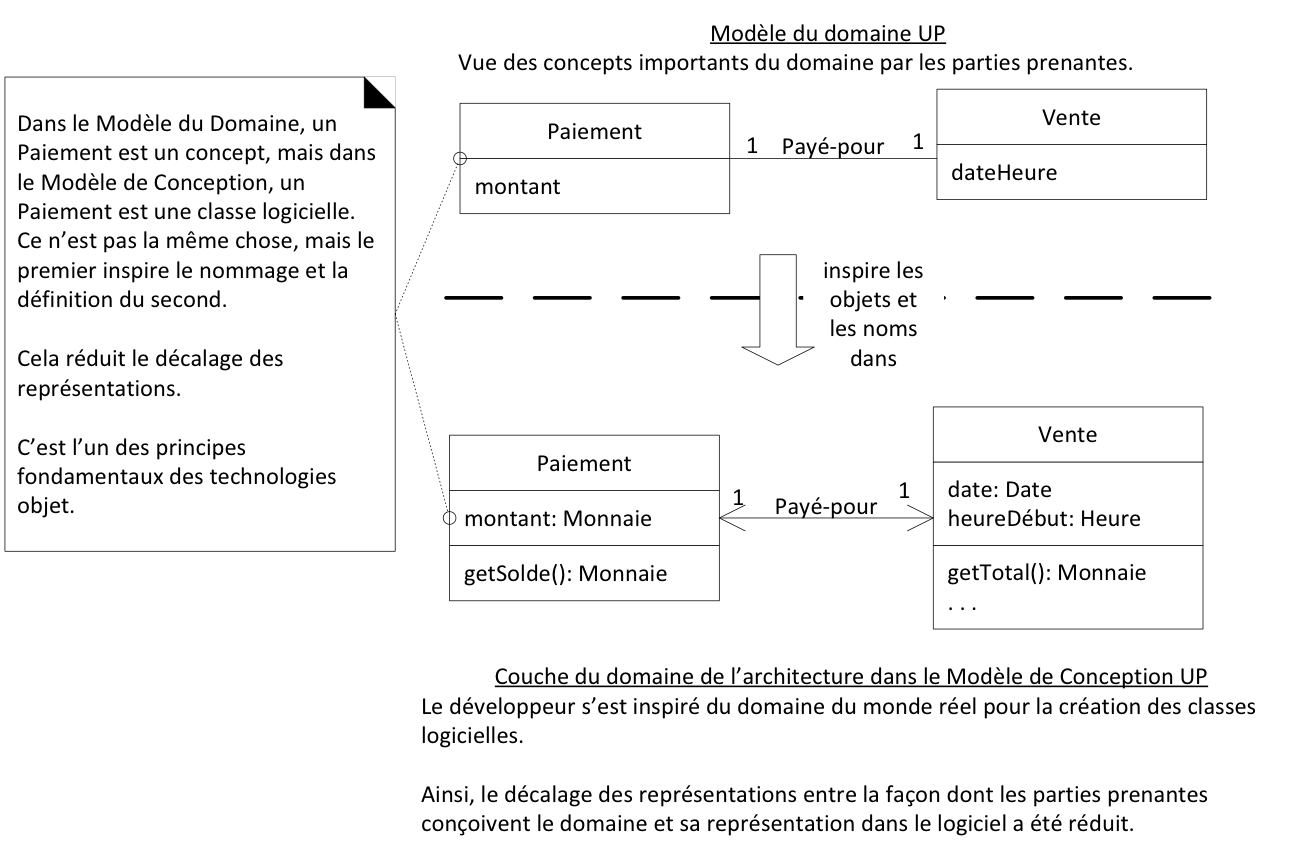 Modèle du domaine UP
Vue des concepts importants du domaine par les parties prenantes.
Dans le Modèle du Domaine, un
Paiement est un concept, mais dans
le Modèle de Conception, un
Paiement est une classe logicielle.
Ce n’est pas la même chose, mais le
premier inspire le nommage et la
définition du second.
Cela réduit le décalage des
représentations.
C’est l’un des principes
fondamentaux des technologies
objet.
Paiement
montant
1 Payé-pour 1
Vente
dateHeure
inspire les
objets et
les noms
dans
Paiement
montant: Monnaie
getSolde(): Monnaie
1 Payé-pour 1
Vente
date: Date
heureDébut: Heure
getTotal(): Monnaie
. . .
Couche du domaine de l’architecture dans le Modèle de Conception UP
Le développeur s’est inspiré du domaine du monde réel pour la création des classes
logicielles.
Ainsi, le décalage des représentations entre la façon dont les parties prenantes
conçoivent le domaine et sa représentation dans le logiciel a été réduit.